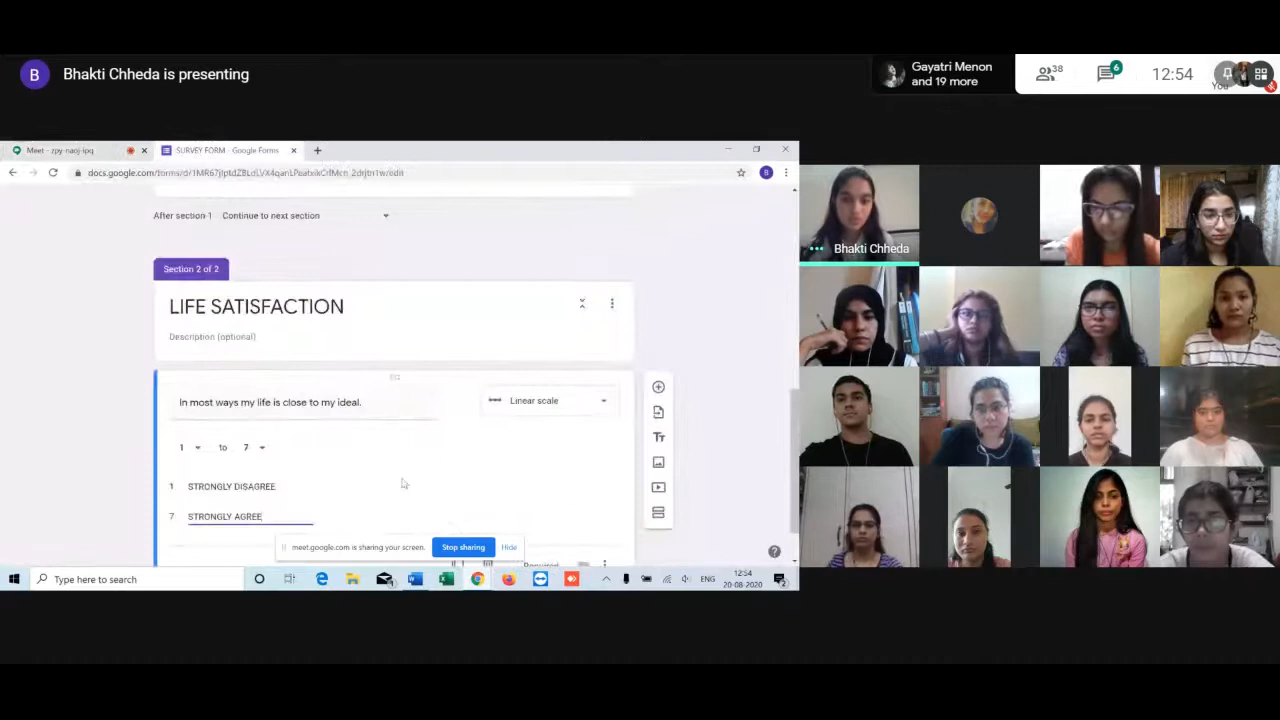 B
Bhakti Chheda is presenting
Gayatri Menon
and 19 more
38
6
12:54
You
Meet - zpy-naoj-ipq
SURVEY FORM - Google Forms
B
After section 1 Continue to next section
Section 2 of 2
LIFE SATISFACTION
Description (optional)
In most ways my life is close to my ideal.
Linear scale
1 to 7
Tт
1 STRONGLY DISAGREE
7 STRONGLY AGREE
meet.google.com is sharing your screen. Stop sharing Hide
Required
Type here to search
ENG
12:54
20-08-2020
Bhakti Chheda